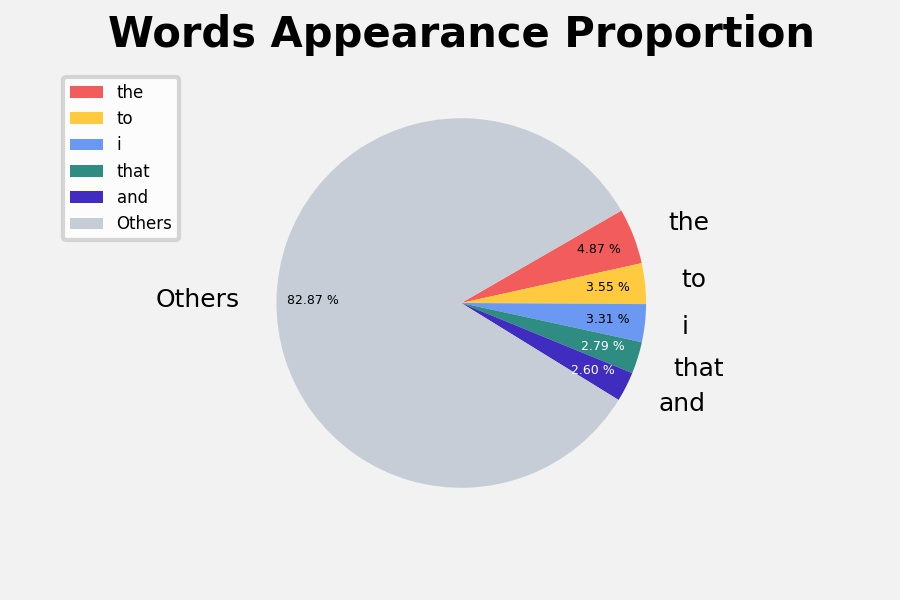 Words Appearance Proportion
the
to
i
that
and
Others
the
4.87 %
to
3.55 %
Others
82.87 %
3.31 %
i
2.79 %
that
2.60 %
and